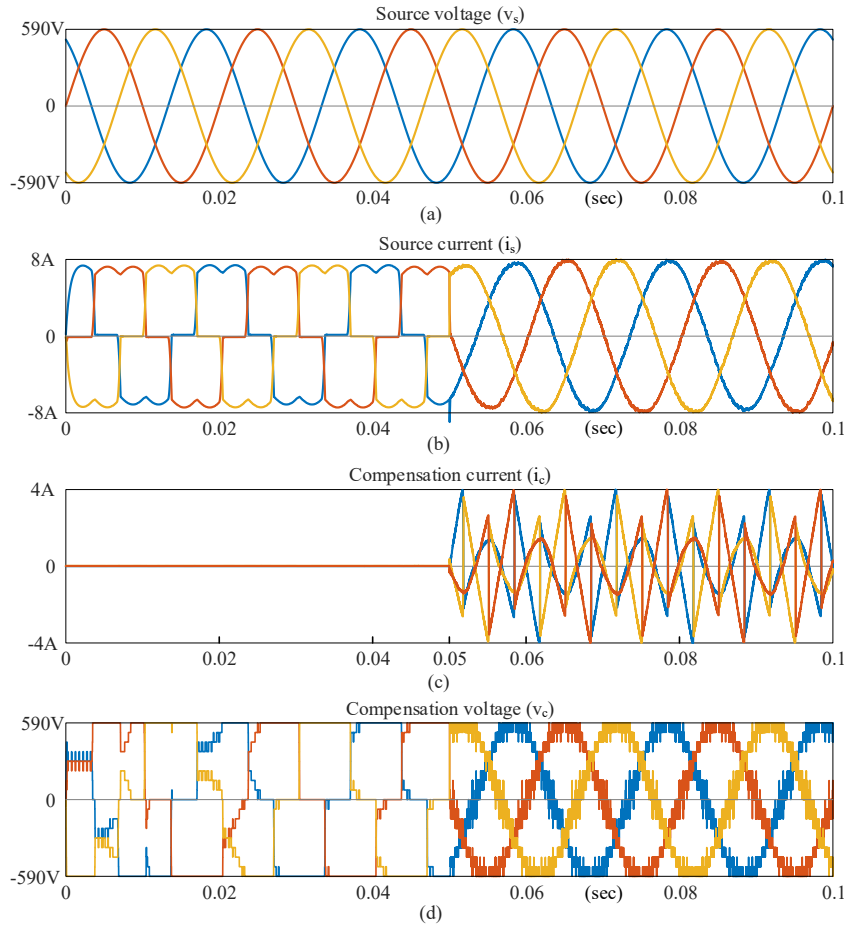 Source voltage (vs)
590V
0
-590V
0.02
0.04
0.06
(sec)
0.08
0.1
(a)
Source current (is)
8A
0
-8A
0
0.02
0.04
0.06
(sec)
0.08
0.1
(b)
Compensation current (ic)
4A
0
-4A
0
0.02
0.04
0.05
0.06
0.08
0.1
(c)
Compensation voltage (vc)
590V
0
-590V
0
0.02
0.04
0.06
(sec)
0.08
0.1
(d)